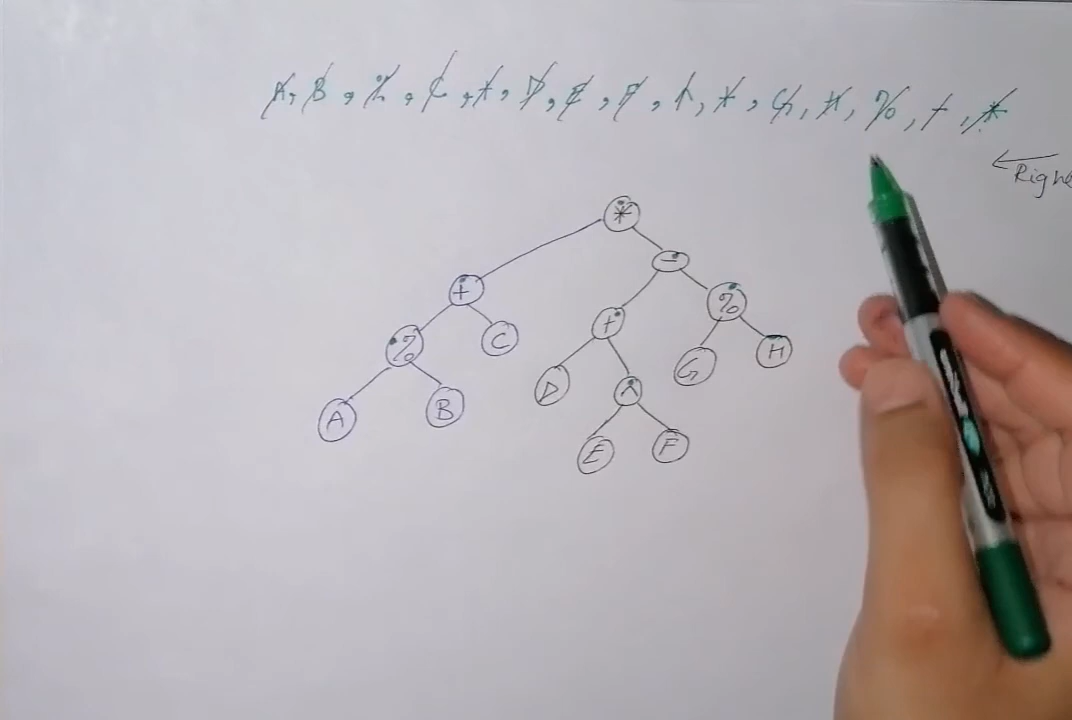 A, B, %, C, +, D, E, F, ^, +, G, H, %, -, *
← Righ
*
+ -
% C + %
A B D ^ G H
E F